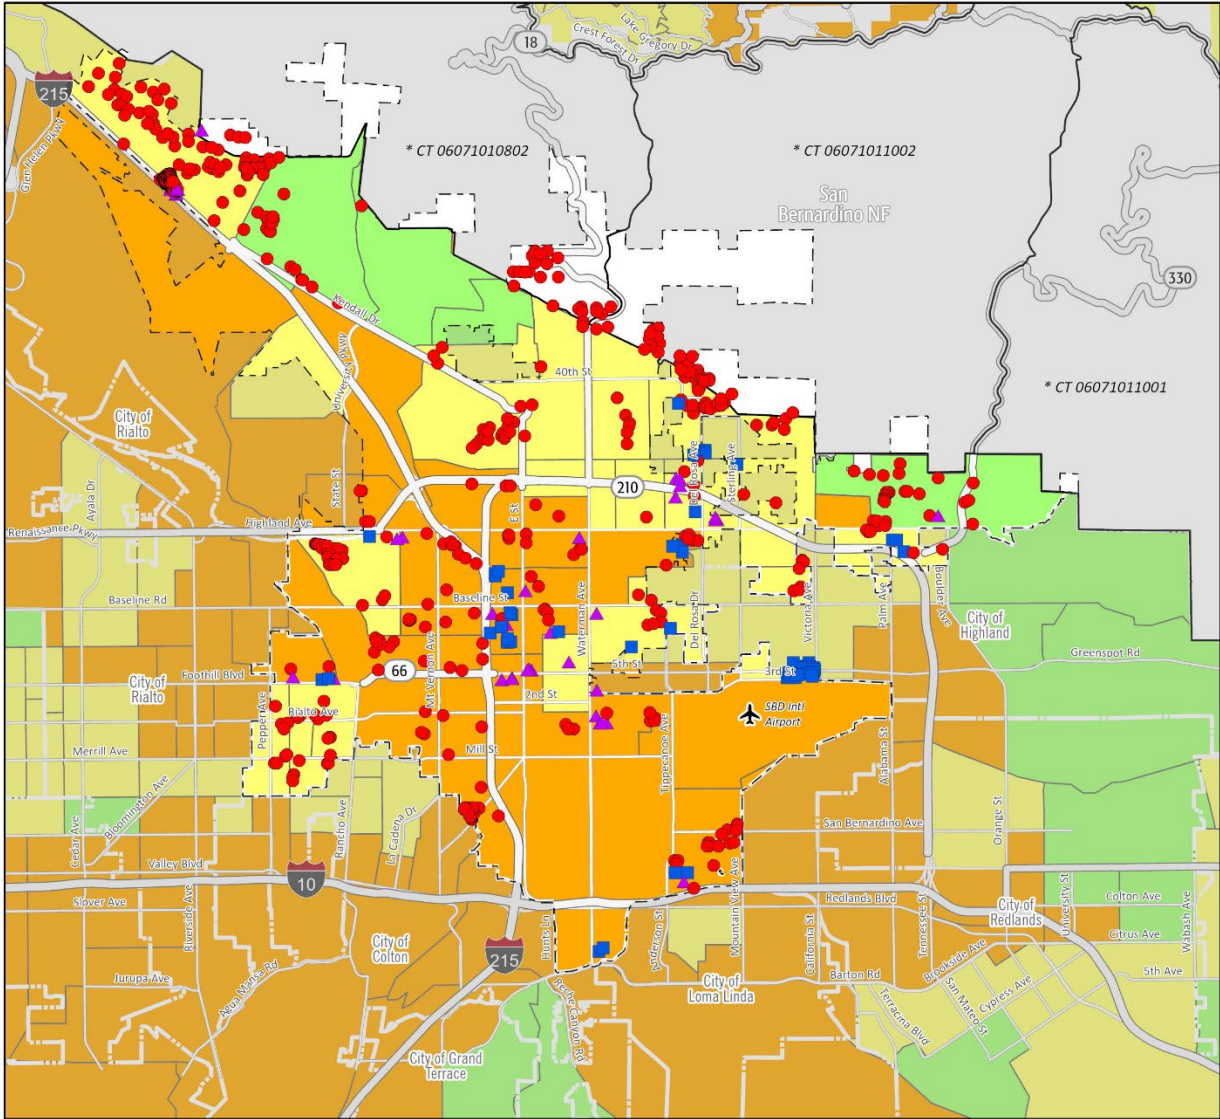 Lake Gregory Dr
Crest Forest Dr
18
215
Glen Helen Pkwy
* CT 06071010802
* CT 06071011002
San
Bernardino NF
330
Kendall Dr
University Pkwy
40th St
* CT 06071011001
City of
Rialto
Ayala Dr
State St
Del Rosa Ave
Sterling Ave
210
E St
Highland Ave
Renaissance Pkwy
Baseline Rd
Baseline St
Waterman Ave
Del Rosa Dr
Victoria Ave
Palm Ave
Boulder Ave
City of
Highland
Greenspot Rd
5th St
3rd St
66
Mt Vernon Ave
Foothill Blvd
City of
Rialto
2nd St
Pepper Ave
Rialto Ave
SBD Intl
Airport
Merrill Ave
Mill St
Tippecanoe Ave
Alabama St
Cedar Ave
Bloomington Ave
Rancho Ave
La Cadena Dr
San Bernardino Ave
Orange St
Valley Blvd
10
Slover Ave
Riverside Ave
Mountain View Ave
Redlands Blvd
University St
Colton Ave
City of
Redlands
Citrus Ave
Wabash Ave
City of
Colton
215
Hunts Ln
Anderson St
California St
Tennessee St
Brookside Ave
5th Ave
Jurupa Ave
Agua Mansa Rd
Reche Canyon Rd
City of
Loma Linda
Barton Rd
Terracina Blvd
San Mateo St
Cypress Ave
City of Grand
Terrace